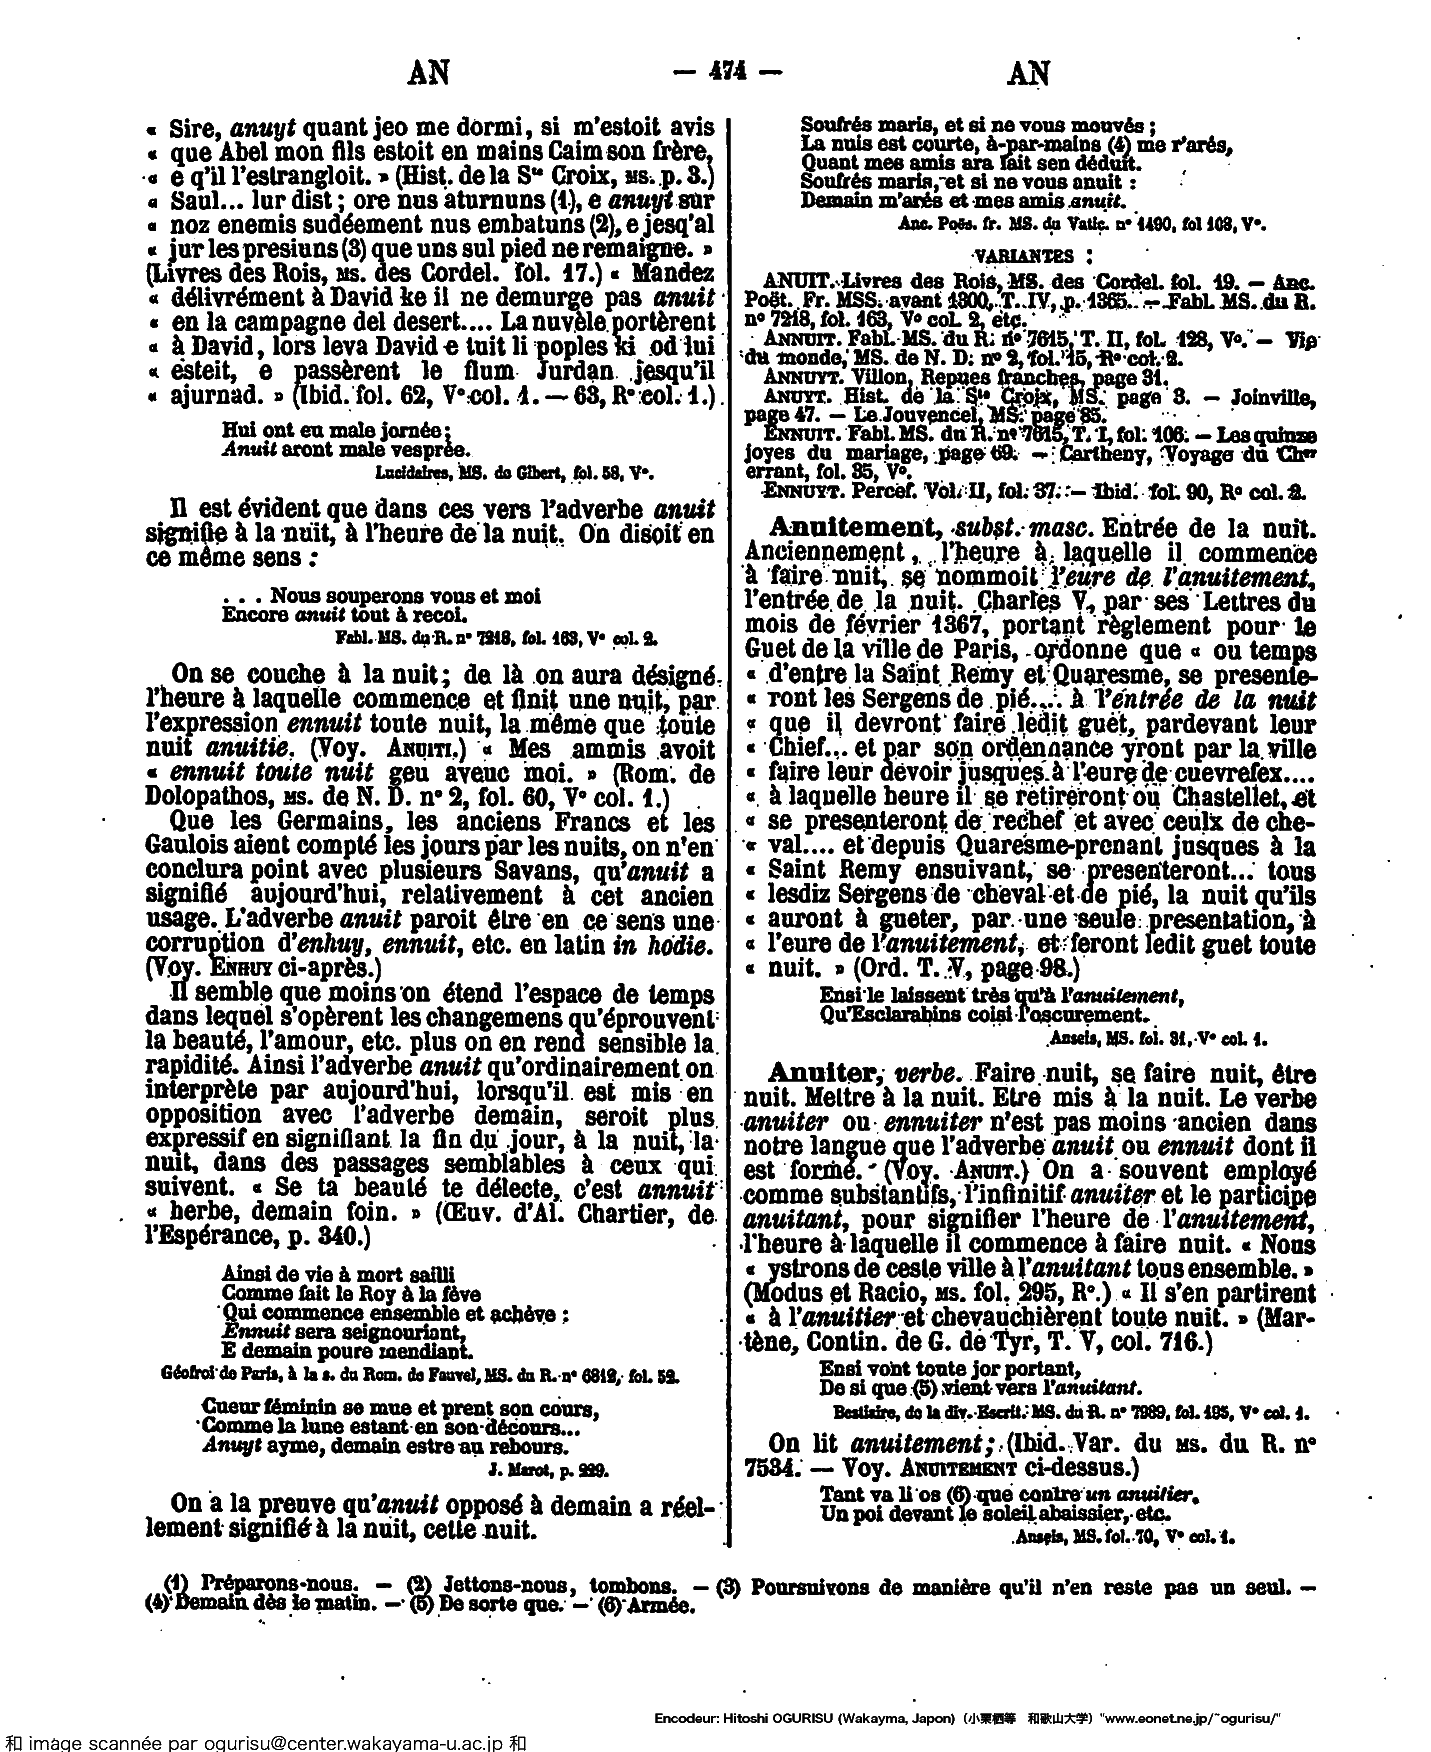 AN
— 474 —
AN
« Sire, anuyt quant jeo me dormi, si m'estoit avis
« que Abel mon fils estoit en mains Caim son frère,
« e q'il l'estrangloit. » (Hist. de la Ste Croix, MS. p. 3.)
« Saul... lur dist ; ore nus aturnuns (1), e anuyt sur
« noz enemis sudéement nus embatuns (2), e jesq'al
« jur les presiuns (3) que uns sul pied ne remaigne. »
(Livres des Rois, MS. des Cordel. fol. 17.) « Mandez
« délivrément à David ke il ne demurge pas anuit
« en la campagne del desert.... La nuvèle portèrent
« à David, lors leva David e tuit li poples ki od lui
« esteit, e passèrent le flum Jurdan jesqu'il
« ajurnad. » (Ibid. fol. 62, Vº col. 1. — 63, Rº col. 1.)
Hui ont eu male jornée ;
Anuit aront male vesprée.
Lucidaires, MS. de Gibert, fol. 58, Vº.
Il est évident que dans ces vers l'adverbe anuit
signifie à la nuit, à l'heure de la nuit. On disoit en
ce même sens :
. . . Nous souperons vous et moi
Encore anuit tout à recoi.
Fabl. MS. du R. nº 7218, fol. 163, Vº col. 2.
On se couche à la nuit ; de là on aura désigné
l'heure à laquelle commence et finit une nuit, par
l'expression ennuit toute nuit, la même que toute
nuit anuitie. (Voy. ANUITI.) « Mes ammis avoit
« ennuit toute nuit geu aveuc moi. » (Rom. de
Dolopathos, MS. de N. D. nº 2, fol. 60, Vº col. 1.)
Que les Germains, les anciens Francs et les
Gaulois aient compté les jours par les nuits, on n'en
conclura point avec plusieurs Savans, qu'anuit a
signifié aujourd'hui, relativement à cet ancien
usage. L'adverbe anuit paroit être en ce sens une
corruption d'enhuy, ennuit, etc. en latin in hodie.
(Voy. ENHUY ci-après.)
Il semble que moins on étend l'espace de temps
dans lequel s'opèrent les changemens qu'éprouvent
la beauté, l'amour, etc. plus on en rend sensible la
rapidité. Ainsi l'adverbe anuit qu'ordinairement on
interprète par aujourd'hui, lorsqu'il est mis en
opposition avec l'adverbe demain, seroit plus
expressif en signifiant la fin du jour, à la nuit, la
nuit, dans des passages semblables à ceux qui
suivent. « Se ta beauté te délecte, c'est annuit
« herbe, demain foin. » (Œuv. d'Al. Chartier, de
l'Espérance, p. 340.)
Ainsi de vie à mort sailli
Comme fait le Roy à la fève
Qui commence ensemble et achève :
Ennuit sera seignouriant,
E demain poure mendiant.
Géofroi de Paris, à la s. du Rom. de Fauvel, MS. du R. nº 6812, fol. 52.
Cueur féminin se mue et prent son cours,
Comme la lune estant en son décours...
Anuyt ayme, demain estre au rebours.
J. Marot, p. 229.
On a la preuve qu'anuit opposé à demain a réel-
lement signifié à la nuit, cette nuit.
Soufrés maris, et si ne vous mouvés ;
La nuis est courte, à-par-mains (4) me r'arés,
Quant mes amis ara fait sen déduit.
Soufrés maris, et si ne vous anuit :
Demain m'arés et mes amis anuit.
Anc. Poës. fr. MS. du Vatic. nº 1490, fol 108, Vº.
VARIANTES :
ANUIT. Livres des Rois, MS. des Cordel. fol. 19. — Anc.
Poët. Fr. MSS. avant 1300, T. IV, p. 1365. — Fabl. MS. du R.
nº 7218, fol. 163, Vº col. 2, etc.
ANNUIT. Fabl. MS. du R. nº 7615, T. II, fol. 128, Vº. — Vie
du monde, MS. de N. D. nº 2, fol. 15, Rº col. 2.
ANNUYT. Villon, Repues franches, page 31.
ANUYT. Hist. de la Ste Croix, MS. page 3. — Joinville,
page 47. — Le Jouvencel, MS. page 85.
ENNUIT. Fabl. MS. du R. nº 7615, T. I, fol. 106. — Les quinze
joyes du mariage, page 69. — Cartheny, Voyage du Cher
errant, fol. 35, Vº.
ENNUYT. Percef. Vol. II, fol. 37. — Ibid. fol. 90, Rº col. 2.
Anuitement, subst. masc. Entrée de la nuit.
Anciennement, l'heure à laquelle il commence
à faire nuit, se nommoit l'eure de l'anuitement,
l'entrée de la nuit. Charles V, par ses Lettres du
mois de février 1367, portant règlement pour le
Guet de la ville de Paris, ordonne que « ou temps
« d'entre la Saint Remy et Quaresme, se presente-
« ront les Sergens de pié.... à l'entrée de la nuit
« que il devront faire ledit guet, pardevant leur
« Chief... et par son ordennance yront par la ville
« faire leur devoir jusques à l'eure de cuevrefex....
« à laquelle heure il se retireront ou Chastellet, et
« se presenteront de rechef et avec ceulx de che-
« val.... et depuis Quaresme-prenant jusques à la
« Saint Remy ensuivant, se presenteront... tous
« lesdiz Sergens de cheval et de pié, la nuit qu'ils
« auront à gueter, par une seule presentation, à
« l'eure de l'anuitement, et feront ledit guet toute
« nuit. » (Ord. T. V, page 98.)
Ensi le laissent très qu'à l'anuitement,
Qu'Esclarabins coisi l'oscurement.
Anseis, MS. fol. 31, Vº col. 1.
Anuiter, verbe. Faire nuit, se faire nuit, être
nuit. Mettre à la nuit. Etre mis à la nuit. Le verbe
anuiter ou ennuiter n'est pas moins ancien dans
notre langue que l'adverbe anuit ou ennuit dont il
est formé. (Voy. ANUIT.) On a souvent employé
comme substantifs, l'infinitif anuiter et le participe
anuitant, pour signifier l'heure de l'anuitement,
l'heure à laquelle il commence à faire nuit. « Nous
« ystrons de ceste ville à l'anuitant tous ensemble. »
(Modus et Racio, MS. fol. 295, Rº.) « Il s'en partirent
« à l'anuitier et chevauchièrent toute nuit. » (Mar-
tène, Contin. de G. de Tyr, T. V, col. 716.)
Ensi vont toute jor portant,
De si que (5) vient vers l'anuitant.
Bestiaire, de la div. Escrit. MS. du R. nº 7989, fol. 195, Vº col. 1.
On lit anuitement ; (Ibid. Var. du MS. du R. nº
7534. — Voy. ANUITEMENT ci-dessus.)
Tant va li os (6) que contre un anuitier,
Un poi devant le soleil abaissier, etc.
Anseis, MS. fol. 70, Vº col. 1.
(1) Préparons-nous. — (2) Jettons-nous, tombons. — (3) Poursuivons de manière qu'il n'en reste pas un seul. —
(4) Demain dès le matin. — (5) De sorte que. — (6) Armée.
Encodeur: Hitoshi OGURISU (Wakayma, Japon) (小栗栖等 和歌山大学) "www.eonet.ne.jp/~ogurisu/"
和 image scannée par ogurisu@center.wakayama-u.ac.jp 和